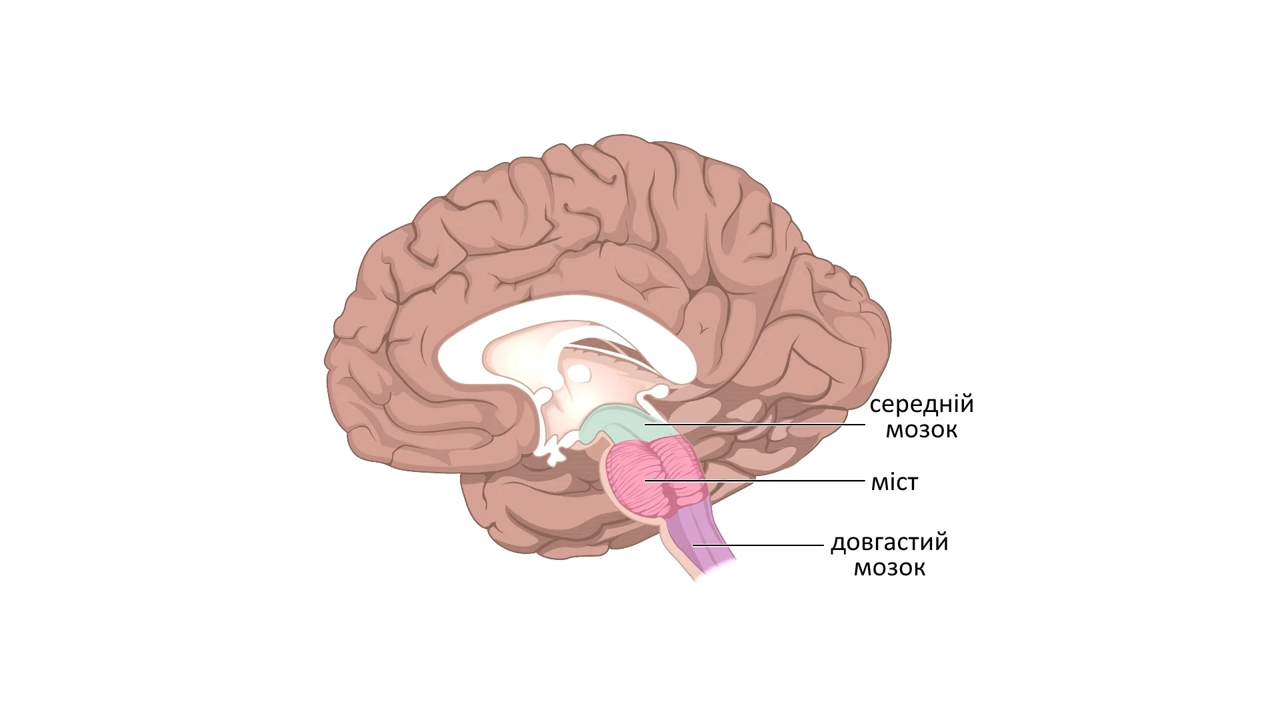 середній
мозок
міст
довгастий
мозок